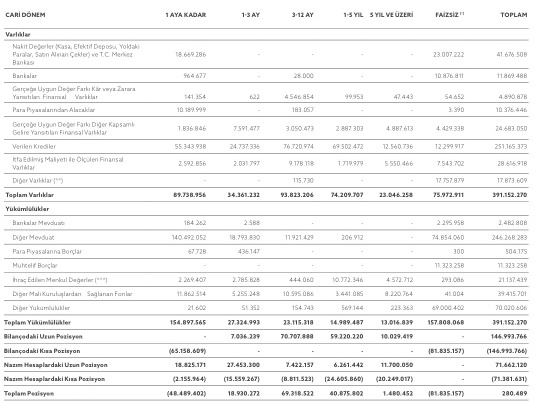 CARİ DÖNEM 1 AYA KADAR 1-3 AY 3-12 AY 1-5 YIL 5 YIL VE ÜZERİ FAİZSİZ (*) TOPLAM
Varlıklar
Nakit Değerler (Kasa, Efektif Deposu, Yoldaki
Paralar, Satın Alınan Çekler) ve T.C. Merkez 18.669.286 - - - - 23.007.222 41.676.508
Bankası
Bankalar 964.677 - 28.000 - - 10.876.811 11.869.488
Gerçeğe Uygun Değer Farkı Kâr veya Zarara
Yansıtılan Finansal Varlıklar 141.354 622 4.546.854 99.953 47.443 54.652 4.890.878
Para Piyasalarından Alacaklar 10.189.999 - 183.057 - - 3.390 10.376.446
Gerçeğe Uygun Değer Farkı Diğer Kapsamlı
Gelire Yansıtılan Finansal Varlıklar 1.836.846 7.591.477 3.050.473 2.887.303 4.887.613 4.429.338 24.683.050
Verilen Krediler 55.343.938 24.737.336 76.720.974 69.502.472 12.560.736 12.299.917 251.165.373
İtfa Edilmiş Maliyeti ile Ölçülen Finansal
Varlıklar 2.592.856 2.031.797 9.178.118 1.719.979 5.550.466 7.543.702 28.616.918
Diğer Varlıklar (**) - - 115.730 - - 17.757.879 17.873.609
Toplam Varlıklar 89.738.956 34.361.232 93.823.206 74.209.707 23.046.258 75.972.911 391.152.270
Yükümlülükler
Bankalar Mevduatı 184.262 2.588 - - - 2.295.958 2.482.808
Diğer Mevduat 140.492.052 18.793.830 11.921.429 206.912 - 74.854.060 246.268.283
Para Piyasalarına Borçlar 67.728 436.147 - - - 300 504.175
Muhtelif Borçlar - - - - - 11.323.258 11.323.258
İhraç Edilen Menkul Değerler (***) 2.269.407 2.785.828 444.060 10.772.346 4.572.712 293.086 21.137.439
Diğer Mali Kuruluşlardan Sağlanan Fonlar 11.862.514 5.255.248 10.595.086 3.441.085 8.220.764 41.004 39.415.701
Diğer Yükümlülükler 21.602 51.352 154.743 569.144 223.363 69.000.402 70.020.606
Toplam Yükümlülükler 154.897.565 27.324.993 23.115.318 14.989.487 13.016.839 157.808.068 391.152.270
Bilançodaki Uzun Pozisyon - 7.036.239 70.707.888 59.220.220 10.029.419 - 146.993.766
Bilançodaki Kısa Pozisyon (65.158.609) - - - - (81.835.157) (146.993.766)
Nazım Hesaplardaki Uzun Pozisyon 18.825.171 27.453.300 7.422.157 6.261.442 11.700.050 - 71.662.120
Nazım Hesaplardaki Kısa Pozisyon (2.155.964) (15.559.267) (8.811.523) (24.605.860) (20.249.017) - (71.381.631)
Toplam Pozisyon (48.489.402) 18.930.272 69.318.522 40.875.802 1.480.452 (81.835.157) 280.489